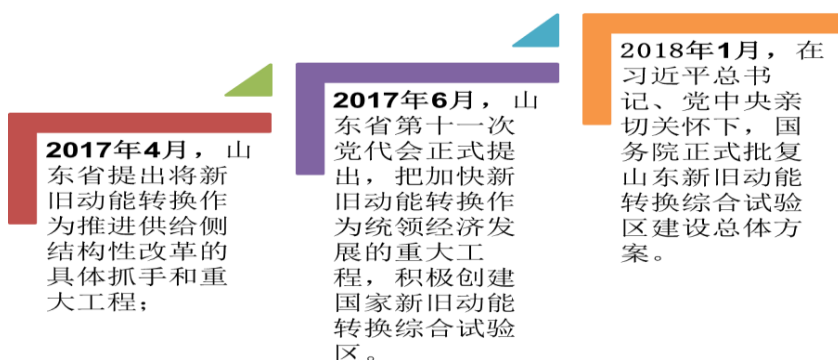 2017年4月，山
东省提出将新
旧动能转换作
为推进供给侧
结构性改革的
具体抓手和重
大工程；
2017年6月，山
东省第十一次
党代会正式提
出，把加快新
旧动能转换作
为统领经济发
展的重大工
程，积极创建
国家新旧动能
转换综合试验
区。
2018年1月，在
习近平总书
记、党中央亲
切关怀下，国
务院正式批复
山东新旧动能
转换综合试验
区建设总体方
案。